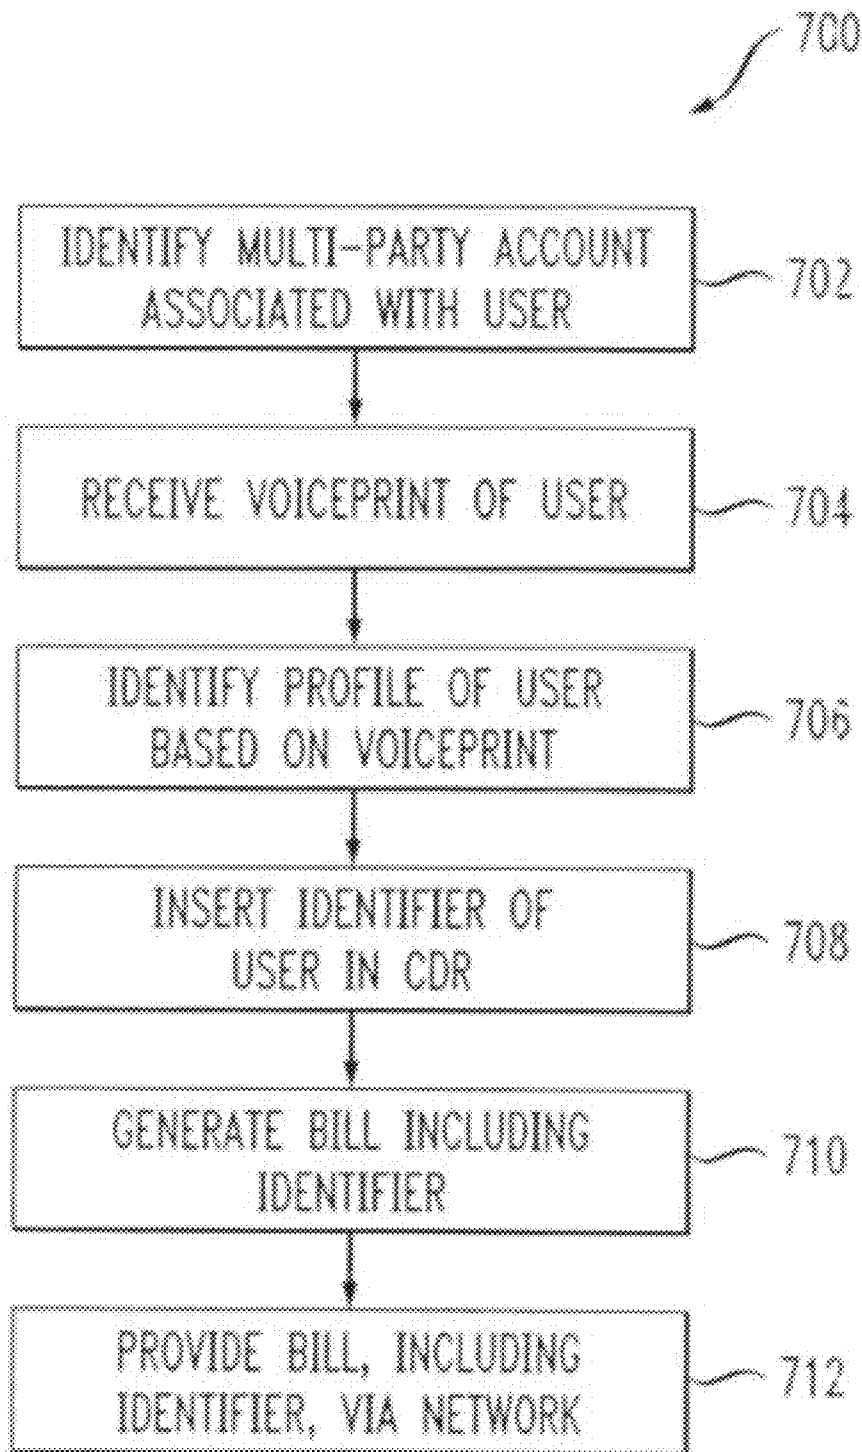 700
IDENTIFY MULTI-PARTY ACCOUNT
ASSOCIATED WITH USER
702
RECEIVE VOICEPRINT OF USER
704
IDENTIFY PROFILE OF USER
BASED ON VOICEPRINT
706
INSERT IDENTIFIER OF
USER IN CDR
708
GENERATE BILL INCLUDING
IDENTIFIER
710
PROVIDE BILL, INCLUDING
IDENTIFIER, VIA NETWORK
712